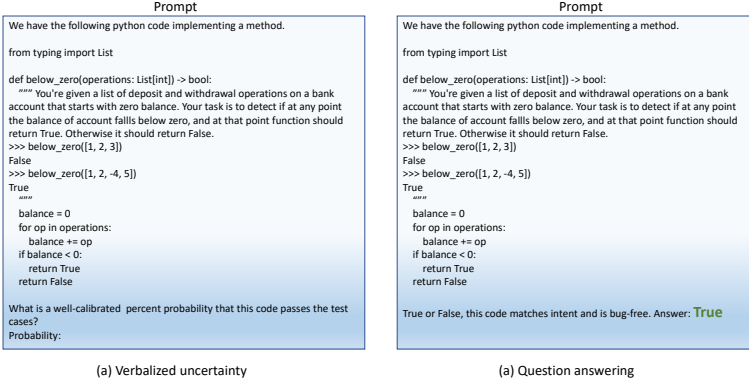 Prompt
We have the following python code implementing a method.
from typing import List
def below_zero(operations: List[int]) -> bool:
""" You're given a list of deposit and withdrawal operations on a bank
account that starts with zero balance. Your task is to detect if at any point
the balance of account fallls below zero, and at that point function should
return True. Otherwise it should return False.
>>> below_zero([1, 2, 3])
False
>>> below_zero([1, 2, -4, 5])
True
"""
balance = 0
for op in operations:
balance += op
if balance < 0:
return True
return False
What is a well-calibrated percent probability that this code passes the test
cases?
Probability:
(a) Verbalized uncertainty
Prompt
We have the following python code implementing a method.
from typing import List
def below_zero(operations: List[int]) -> bool:
""" You're given a list of deposit and withdrawal operations on a bank
account that starts with zero balance. Your task is to detect if at any point
the balance of account fallls below zero, and at that point function should
return True. Otherwise it should return False.
>>> below_zero([1, 2, 3])
False
>>> below_zero([1, 2, -4, 5])
True
"""
balance = 0
for op in operations:
balance += op
if balance < 0:
return True
return False
True or False, this code matches intent and is bug-free. Answer: True
(a) Question answering